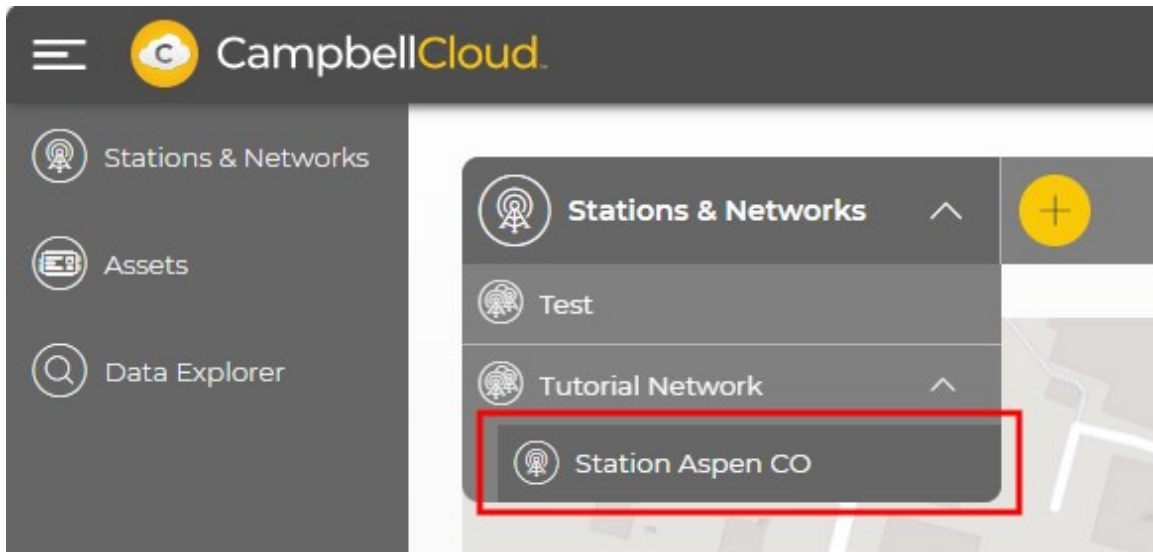 CampbellCloud
Stations & Networks
Assets
Data Explorer
Stations & Networks
Test
Tutorial Network
Station Aspen CO